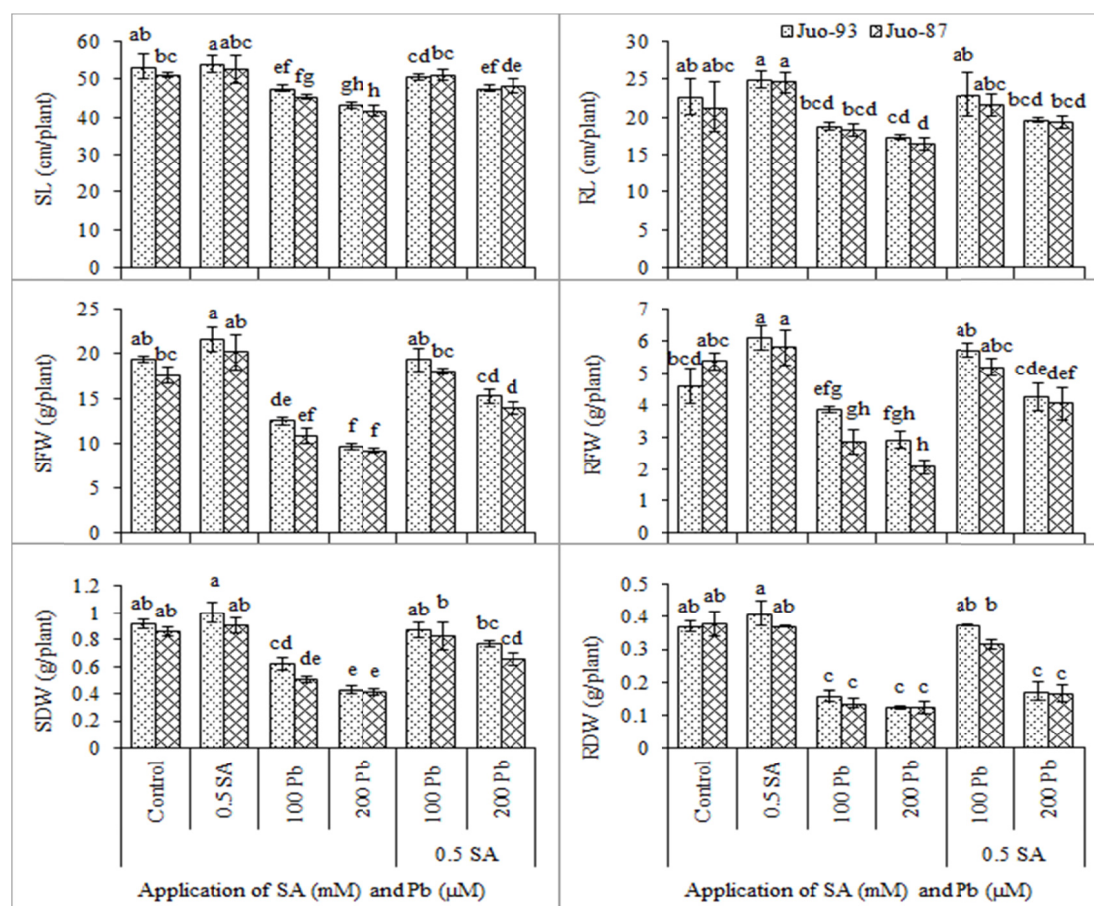 SL (cm/plant)
60
50
40
30
20
10
0
ab
bc
a
abc
ef
fg
gh
h
cd
bc
ef
de
RL (cm/plant)
30
25
20
15
10
5
0
Juo-93 Juo-87
ab
abc
a
a
bcd
bcd
cd
d
ab
abc
bcd
bcd
SFW (g/plant)
25
20
15
10
5
0
ab
bc
a
ab
de
ef
f
f
ab
bc
cd
d
RFW (g/plant)
7
6
5
4
3
2
1
0
bcd
abc
a
a
efg
gh
fgh
h
ab
abc
cde
def
SDW (g/plant)
1.2
1
0.8
0.6
0.4
0.2
0
ab
ab
a
ab
cd
de
e
e
ab
b
bc
cd
Control
0.5 SA
100 Pb
200 Pb
100 Pb
200 Pb
0.5 SA
Application of SA (mM) and Pb (μM)
RDW (g/plant)
0.5
0.4
0.3
0.2
0.1
0
ab
ab
a
ab
c
c
c
c
ab
b
c
c
Control
0.5 SA
100 Pb
200 Pb
100 Pb
200 Pb
0.5 SA
Application of SA (mM) and Pb (μM)